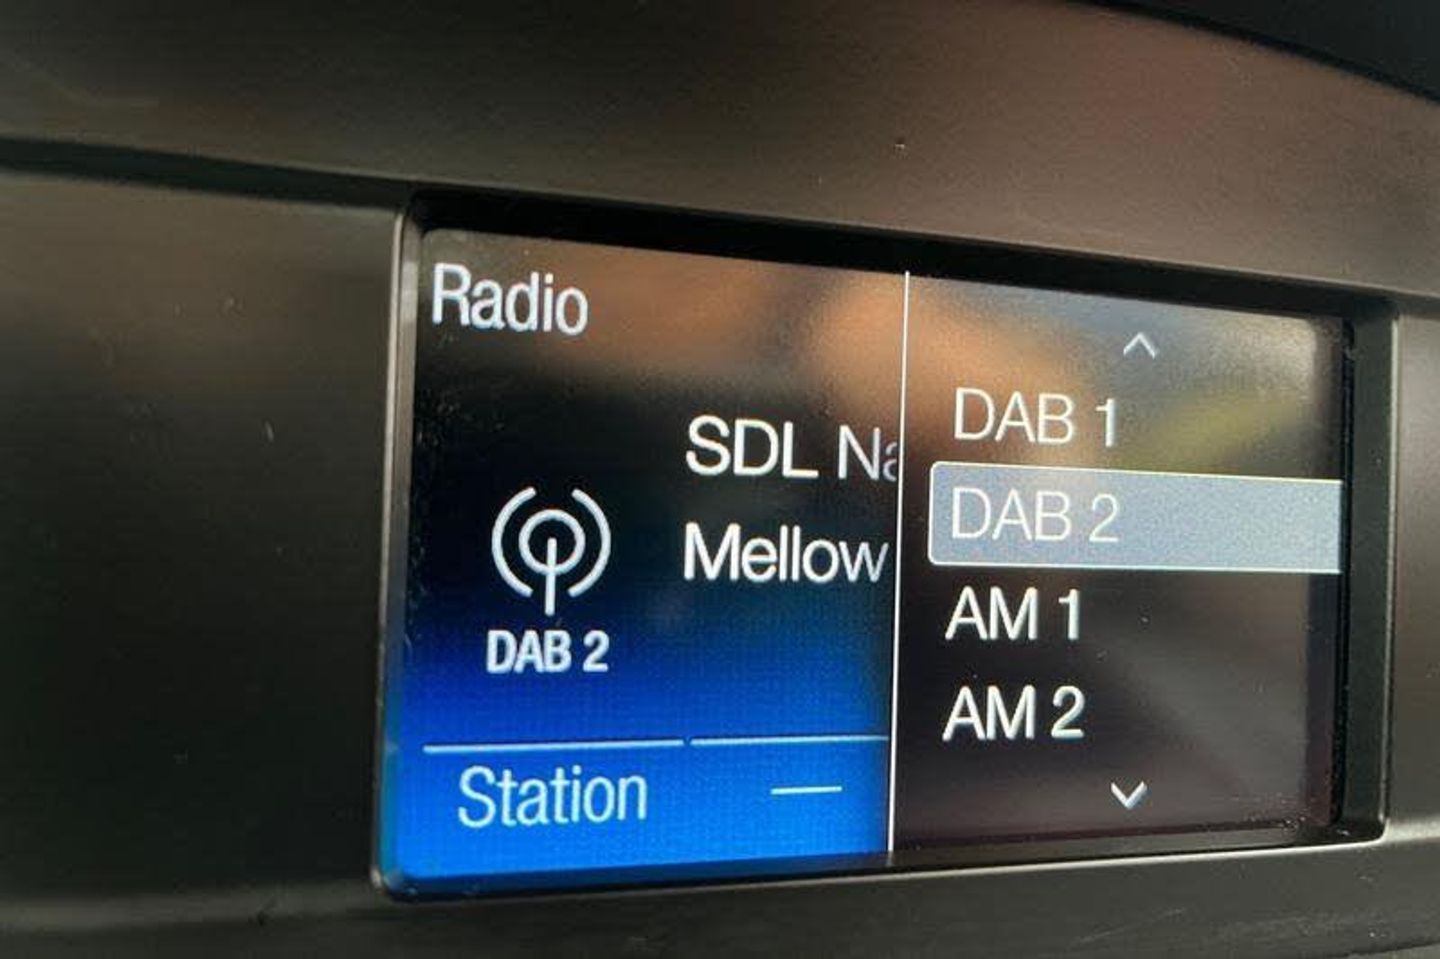 Radio
SDL Na
Mellow
DAB 2
Station
DAB 1
DAB 2
AM 1
AM 2